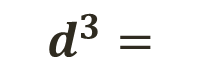 d³ =